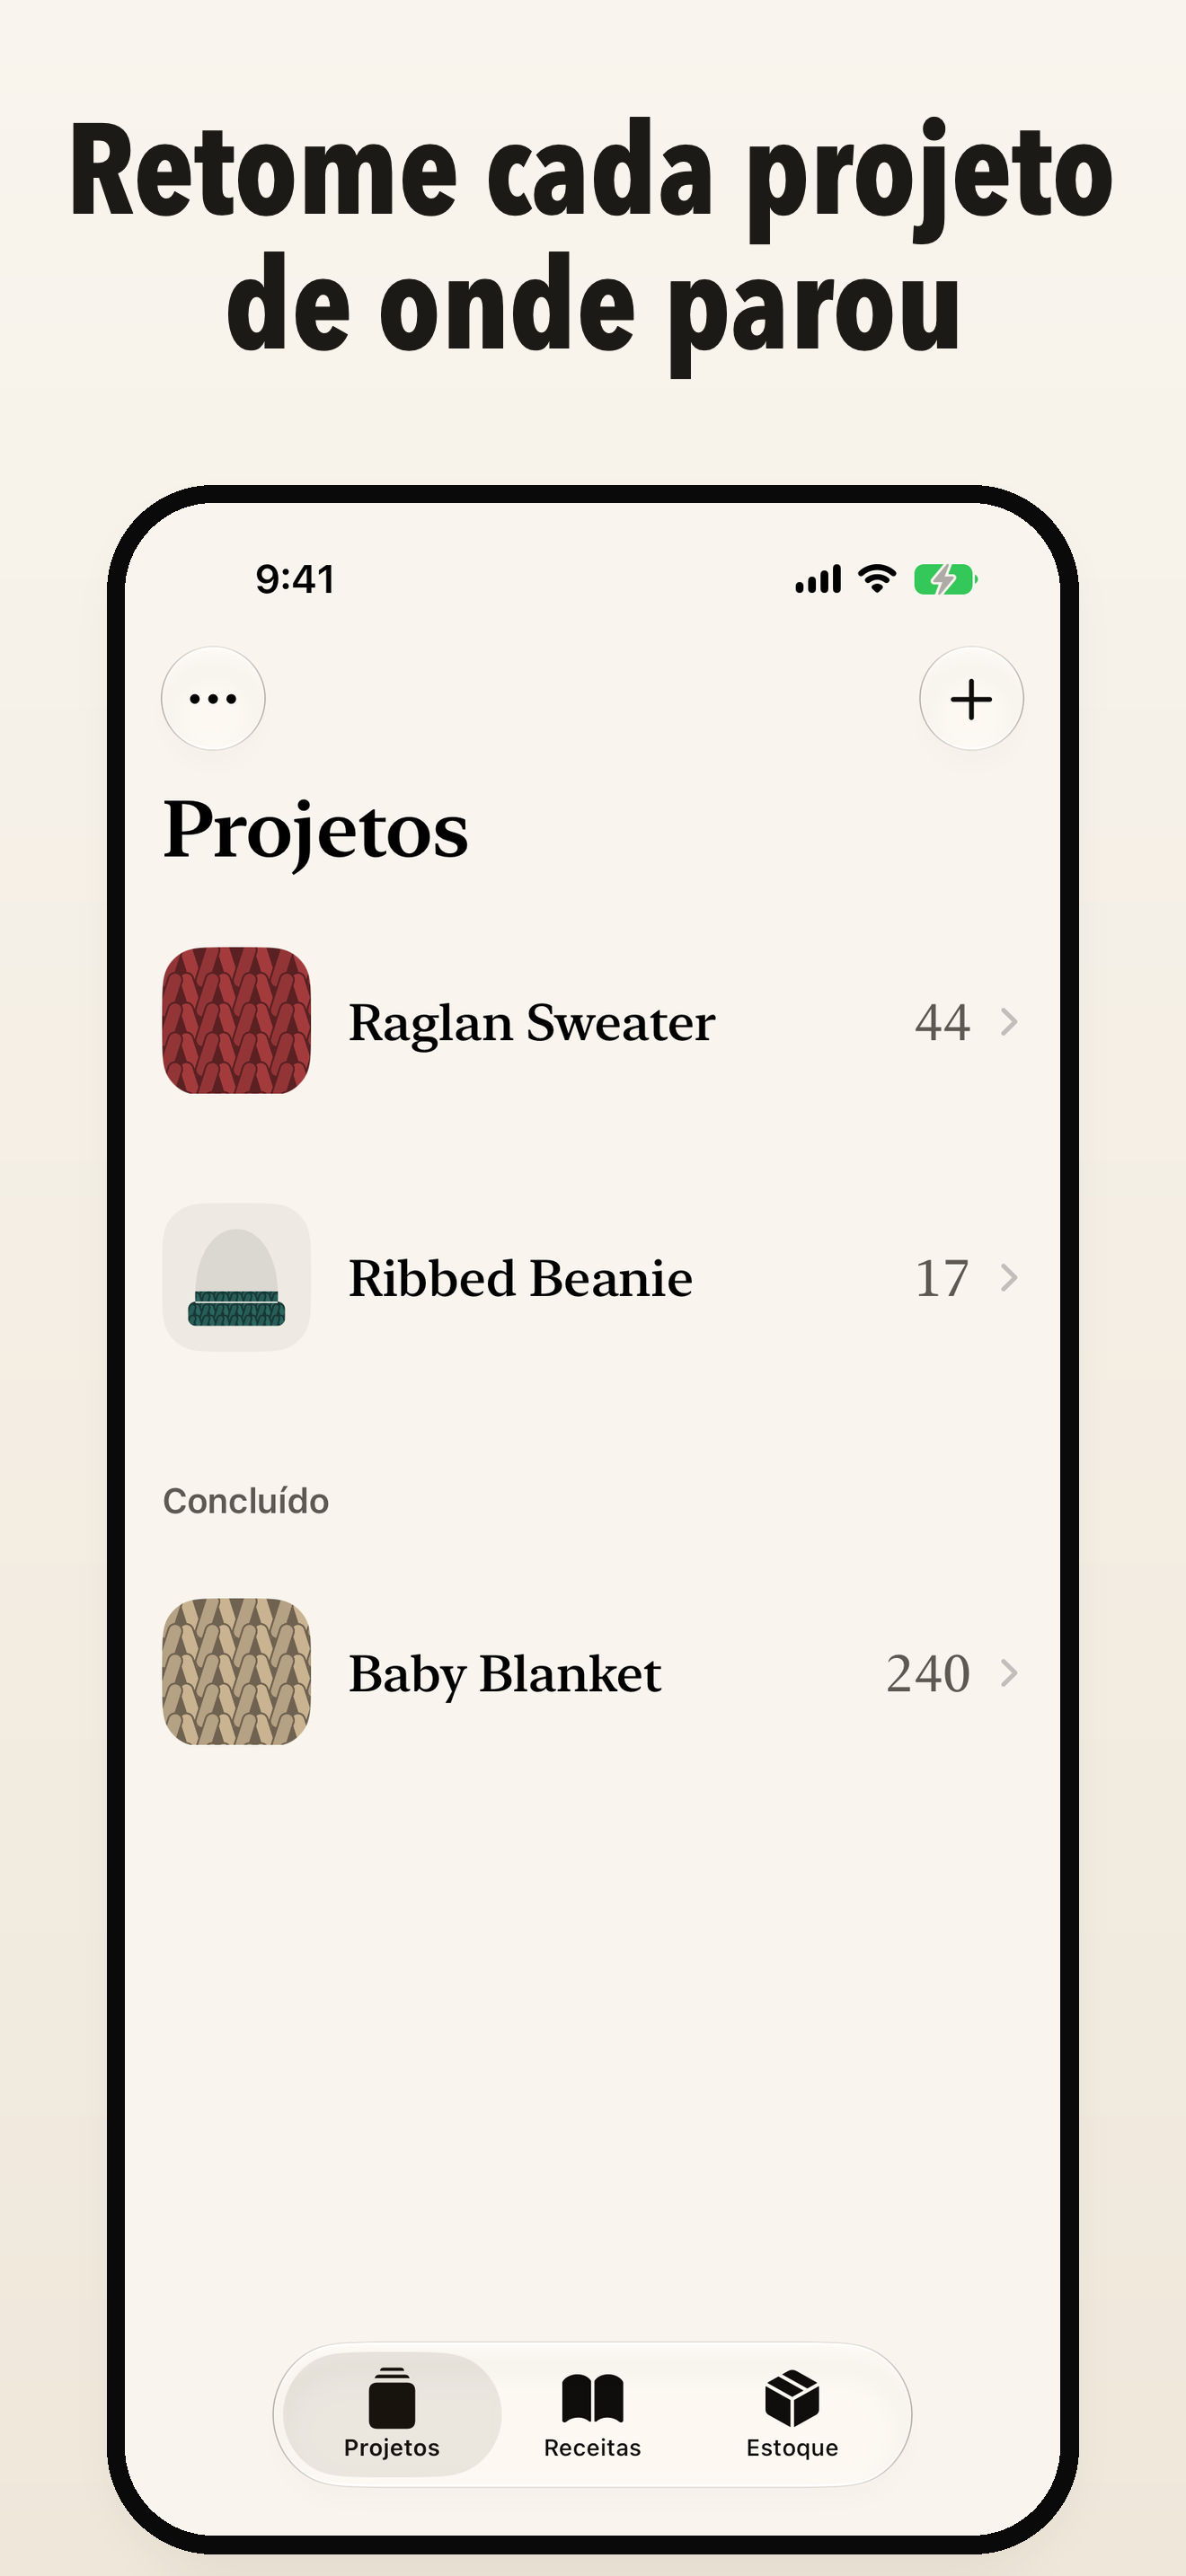 Retome cada projeto
de onde parou
9:41
Projetos
Raglan Sweater 44
Ribbed Beanie 17
Concluído
Baby Blanket 240
Projetos Receitas Estoque